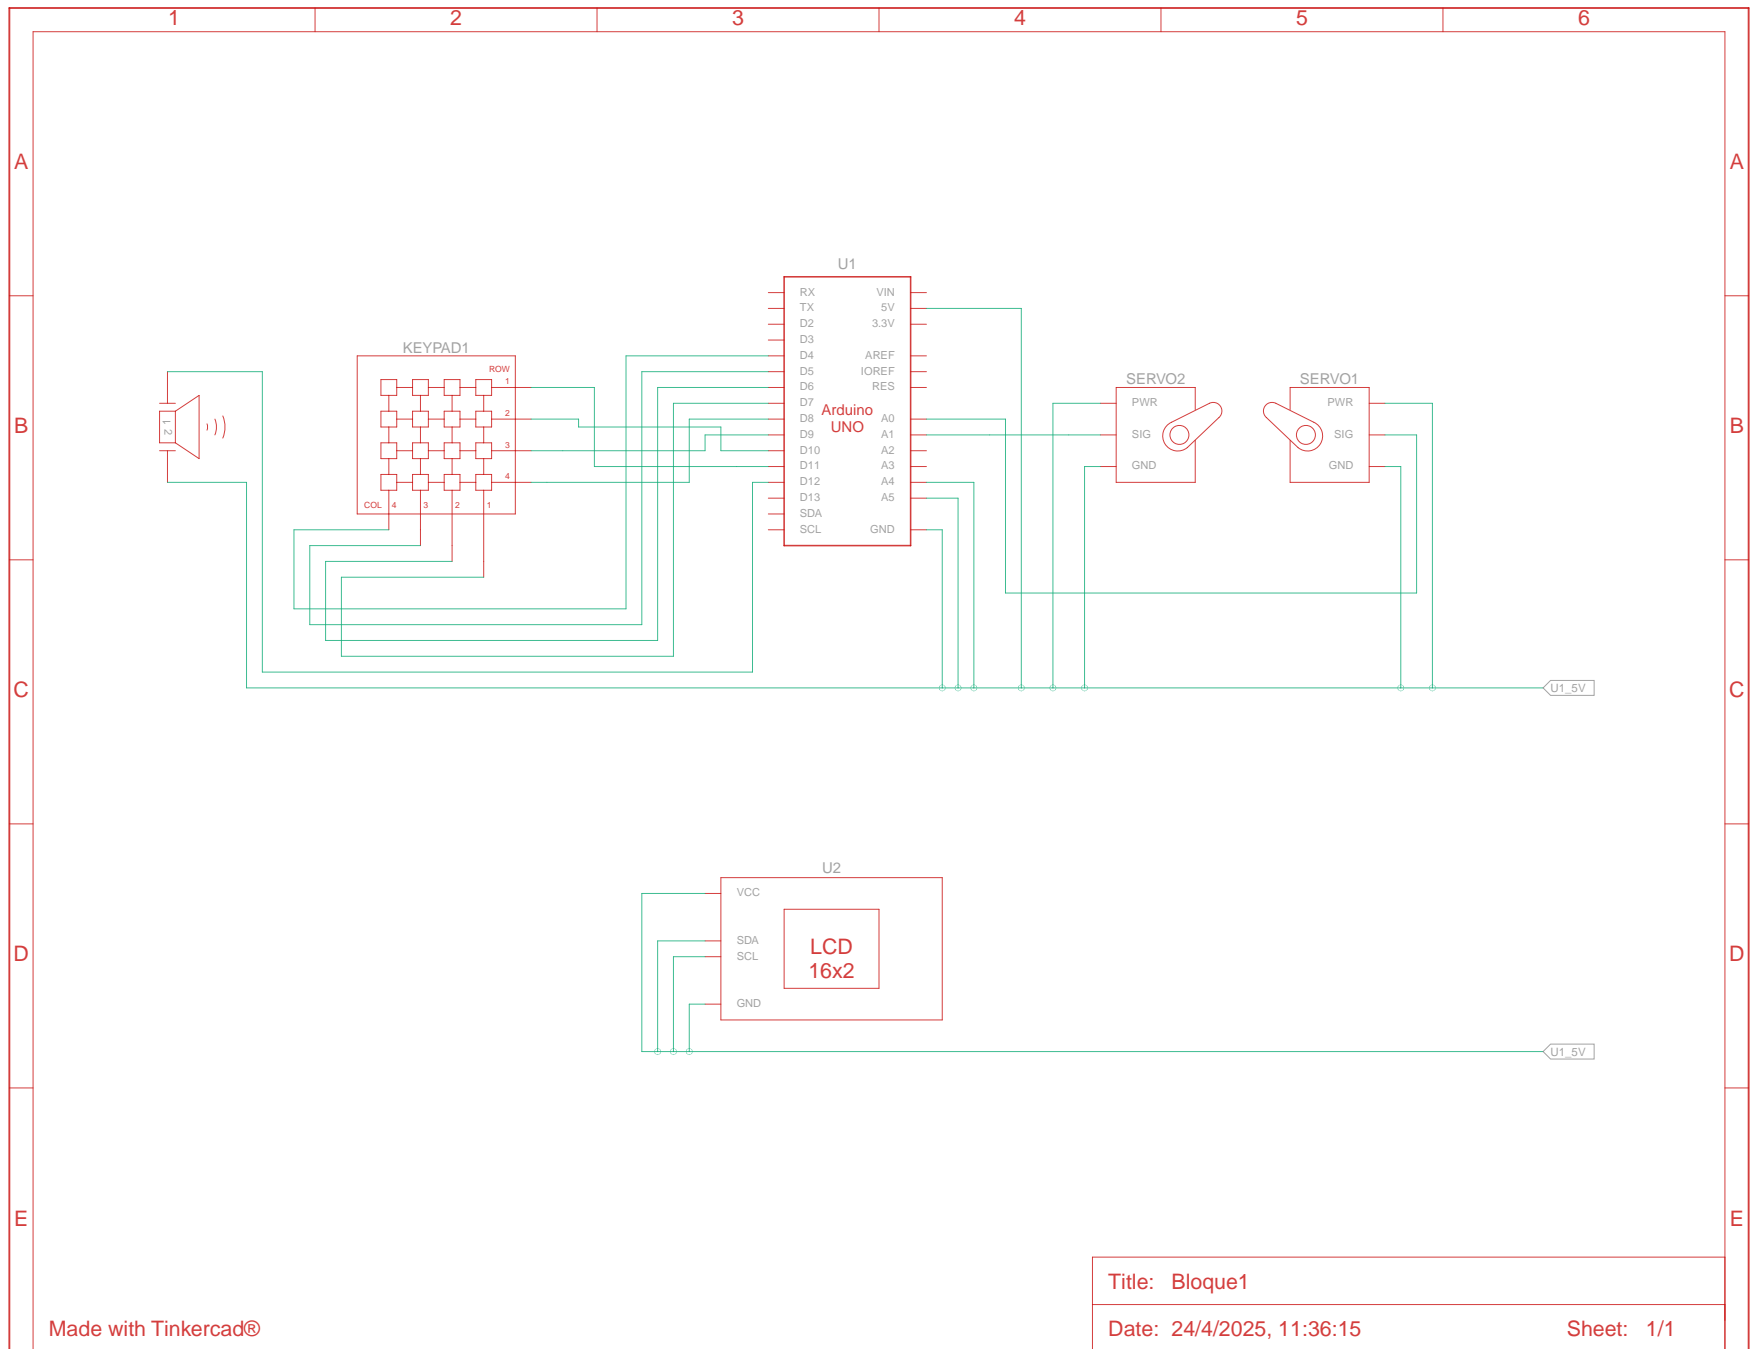 1 2 3 4 5 6
A A
U1
RX VIN
TX 5V
D2 3.3V
D3
D4 AREF
D5 IOREF
D6 RES
D7
Arduino
UNO
D8 A0
D9 A1
D10 A2
D11 A3
D12 A4
D13 A5
SDA
SCL GND
KEYPAD1
ROW
1
2
3
4
COL 4 3 2 1
1 2
SERVO2
PWR
SIG
GND
SERVO1
PWR
SIG
GND
B B
C C
U1_5V
U2
VCC
SDA
SCL
GND
LCD
16x2
D D
U1_5V
E E
Title: Bloque1
Date: 24/4/2025, 11:36:15 Sheet: 1/1
Made with Tinkercad®